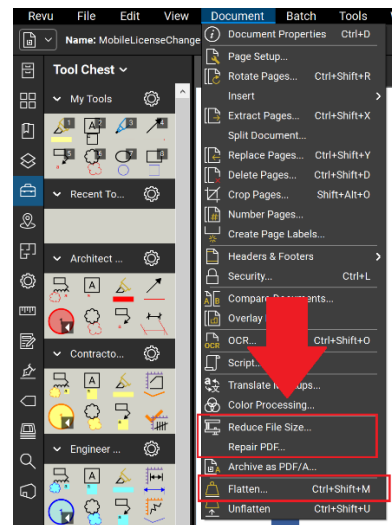 Revu File Edit View Document Batch Tools
Name: MobileLicenseChange
Tool Chest
My Tools
Recent To...
Architect ...
Contracto...
Engineer ...
Document Properties Ctrl+D
Page Setup...
Rotate Pages... Ctrl+Shift+R
Insert
Extract Pages... Ctrl+Shift+X
Split Document...
Replace Pages... Ctrl+Shift+Y
Delete Pages... Ctrl+Shift+D
Crop Pages... Shift+Alt+O
Number Pages...
Create Page Labels...
Headers & Footers
Security... Ctrl+L
Compare Documents...
Overlay
OCR... Ctrl+Shift+O
Script...
Translate
Color Processing...
Reduce File Size...
Repair PDF...
Archive as PDF/A...
Flatten... Ctrl+Shift+M
Unflatten Ctrl+Shift+U